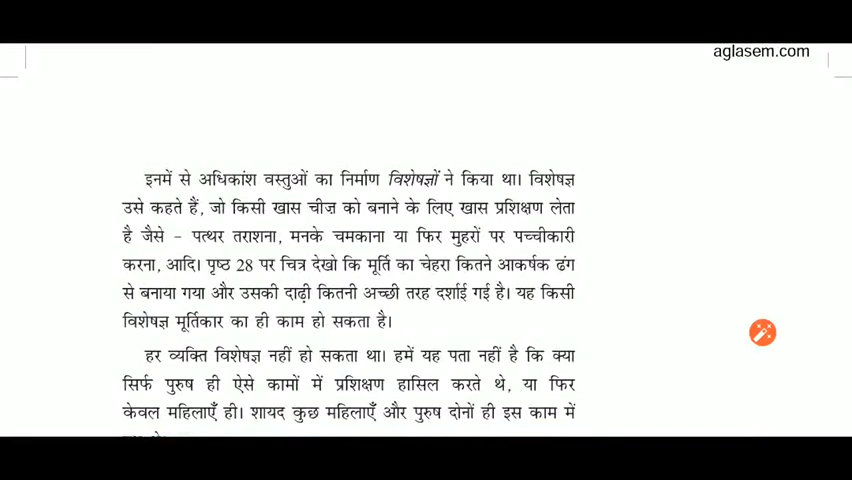 aglasem.com
इनमें से अधिकांश वस्तुओं का निर्माण विशेषज्ञों ने किया था। विशेषज्ञ
उसे कहते हैं, जो किसी खास चीज़ को बनाने के लिए खास प्रशिक्षण लेता
है जैसे – पत्थर तराशना, मनके चमकाना या फिर मुहरों पर पच्चीकारी
करना, आदि। पृष्ठ 28 पर चित्र देखो कि मूर्ति का चेहरा कितने आकर्षक ढंग
से बनाया गया और उसकी दाढ़ी कितनी अच्छी तरह दर्शाई गई है। यह किसी
विशेषज्ञ मूर्तिकार का ही काम हो सकता है।
हर व्यक्ति विशेषज्ञ नहीं हो सकता था। हमें यह पता नहीं है कि क्या
सिर्फ पुरुष ही ऐसे कामों में प्रशिक्षण हासिल करते थे, या फिर
केवल महिलाएँ ही। शायद कुछ महिलाएँ और पुरुष दोनों ही इस काम में